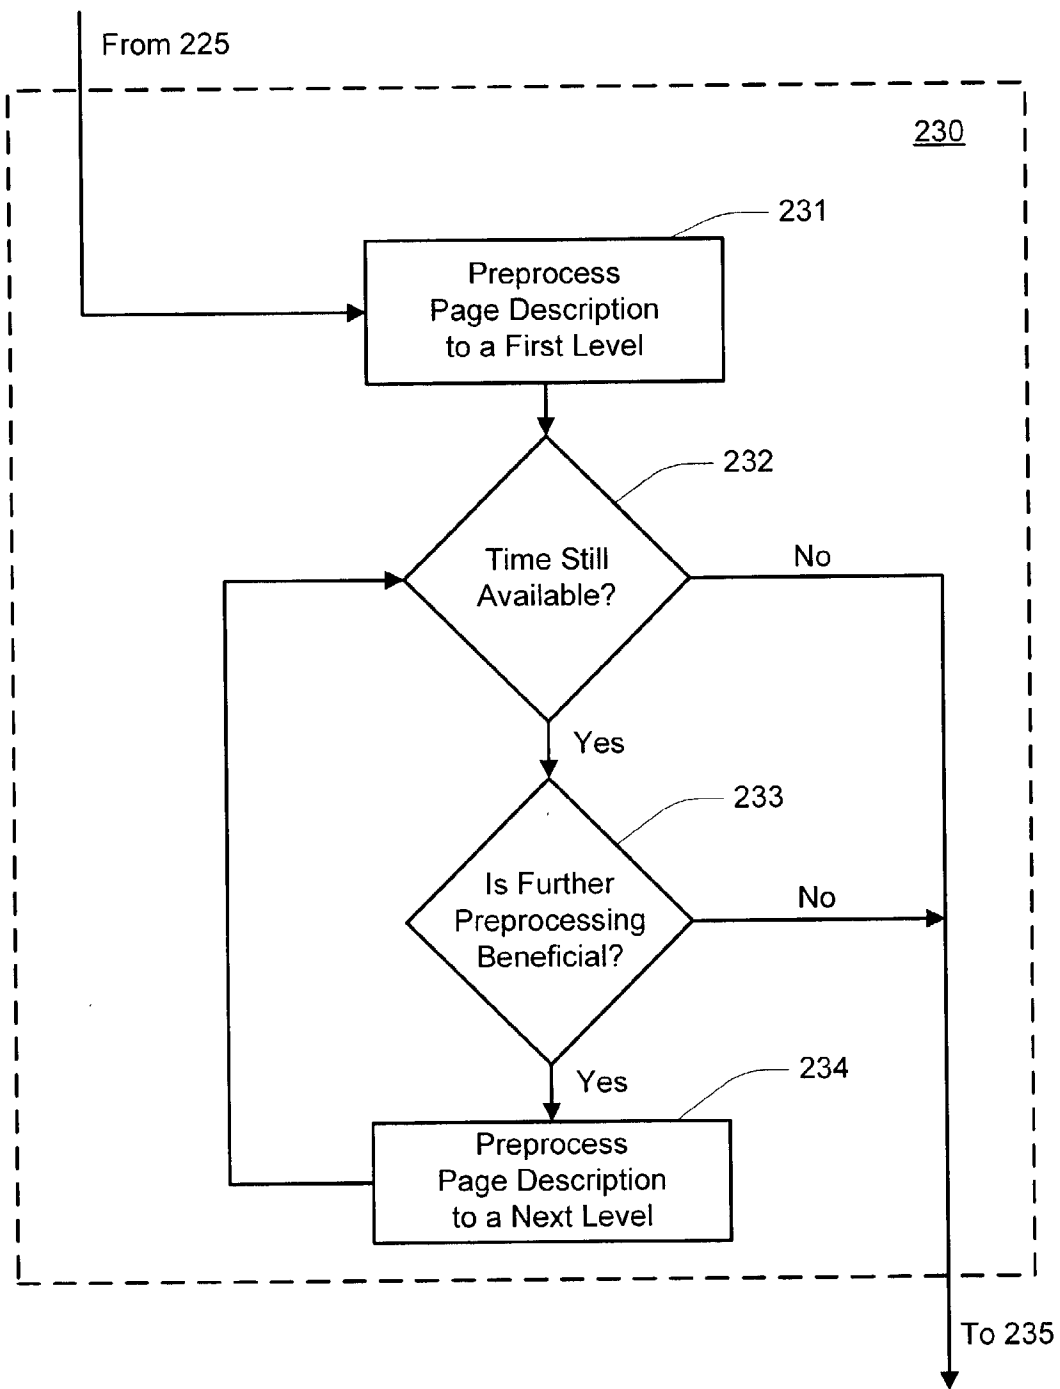 From 225
230
231
Preprocess
Page Description
to a First Level
232
Time Still
Available?
No
Yes
233
Is Further
Preprocessing
Beneficial?
No
Yes
234
Preprocess
Page Description
to a Next Level
To 235